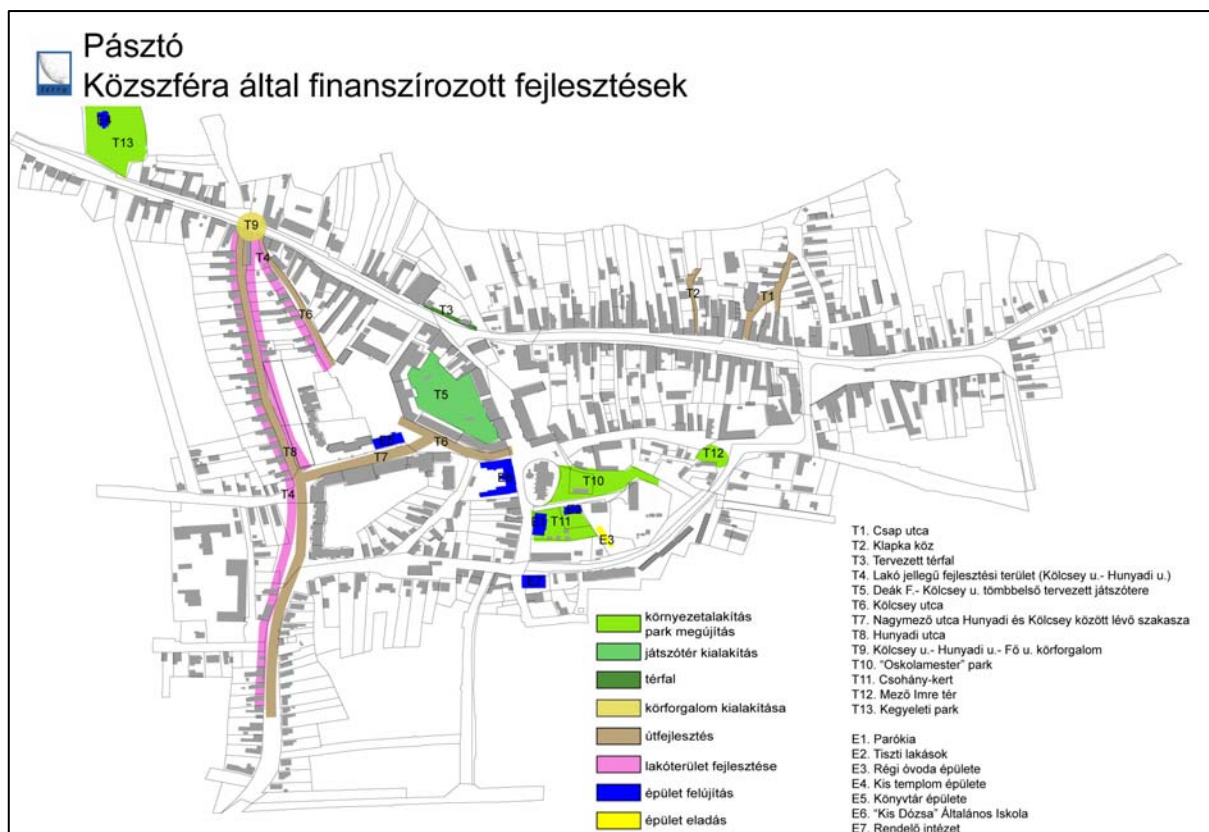 Pásztó
Közszféra által finanszírozott fejlesztések
T13
T9
T4
T6
T3
T2
T1
T5
T8
T7
T6
T4
T12
T10
T11
E3
környezetalakítás
park megújítás
játszótér kialakítás
térfal
körforgalom kialakítása
útfejlesztés
lakóterület fejlesztése
épület felújítás
épület eladás
T1. Csap utca
T2. Klapka köz
T3. Tervezett térfal
T4. Lakó jellegű fejlesztési terület (Kölcsey u.- Hunyadi u.)
T5. Deák F.- Kölcsey u. tömbbelső tervezett játszótere
T6. Kölcsey utca
T7. Nagymező utca Hunyadi és Kölcsey között lévő szakasza
T8. Hunyadi utca
T9. Kölcsey u.- Hunyadi u.- Fő u. körforgalom
T10. "Oskolamester" park
T11. Csohány-kert
T12. Mező Imre tér
T13. Kegyeleti park
E1. Parókia
E2. Tiszti lakások
E3. Régi óvoda épülete
E4. Kis templom épülete
E5. Könyvtár épülete
E6. "Kis Dózsa" Általános Iskola
E7. Rendelő intézet